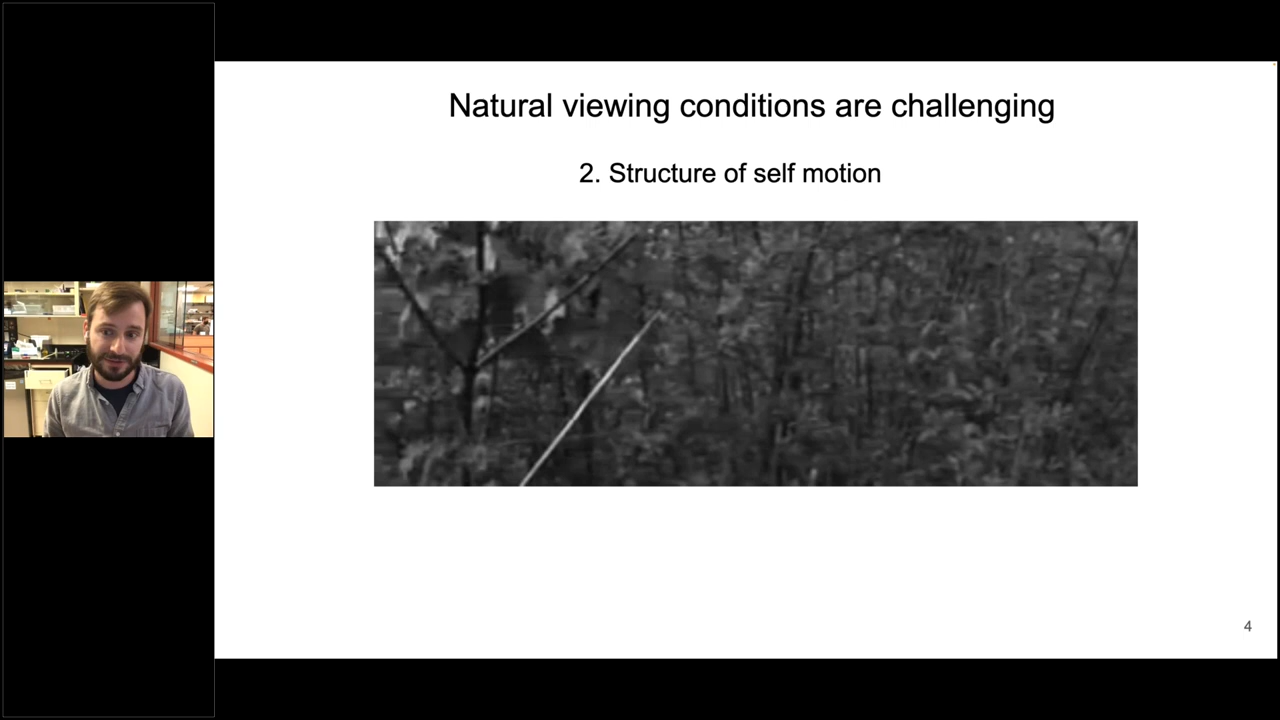 Natural viewing conditions are challenging
2. Structure of self motion
4